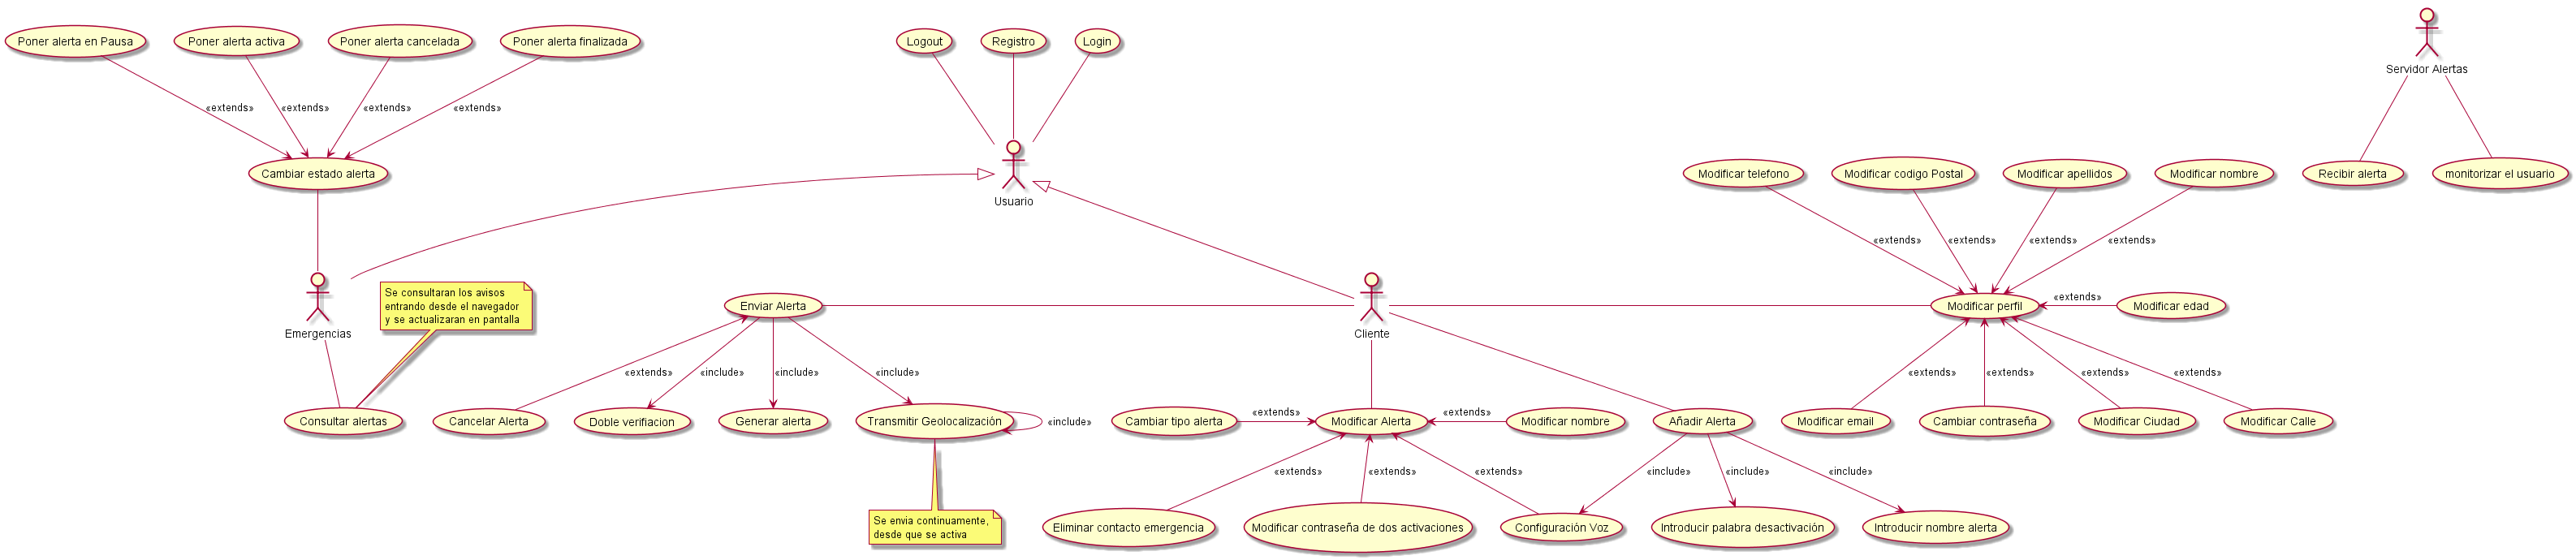 Poner alerta en Pausa
Poner alerta activa
Poner alerta cancelada
Poner alerta finalizada
Logout
Registro
Login
Servidor Alertas
«extends»
«extends»
«extends»
«extends»
Cambiar estado alerta
Usuario
Modificar telefono
Modificar codigo Postal
Modificar apellidos
Modificar nombre
Recibir alerta
monitorizar el usuario
«extends»
«extends»
«extends»
«extends»
Emergencias
Se consultaran los avisos
entrando desde el navegador
y se actualizaran en pantalla
Enviar Alerta
Cliente
Modificar perfil
«extends»
Modificar edad
«extends»
«include»
«include»
«include»
«extends»
«extends»
«extends»
«extends»
Consultar alertas
Cancelar Alerta
Doble verifiacion
Generar alerta
Transmitir Geolocalización
«include»
Cambiar tipo alerta
«extends»
Modificar Alerta
«extends»
Modificar nombre
Añadir Alerta
Modificar email
Cambiar contraseña
Modificar Ciudad
Modificar Calle
«extends»
«extends»
«extends»
«include»
«include»
«include»
Se envia continuamente,
desde que se activa
Eliminar contacto emergencia
Modificar contraseña de dos activaciones
Configuración Voz
Introducir palabra desactivación
Introducir nombre alerta